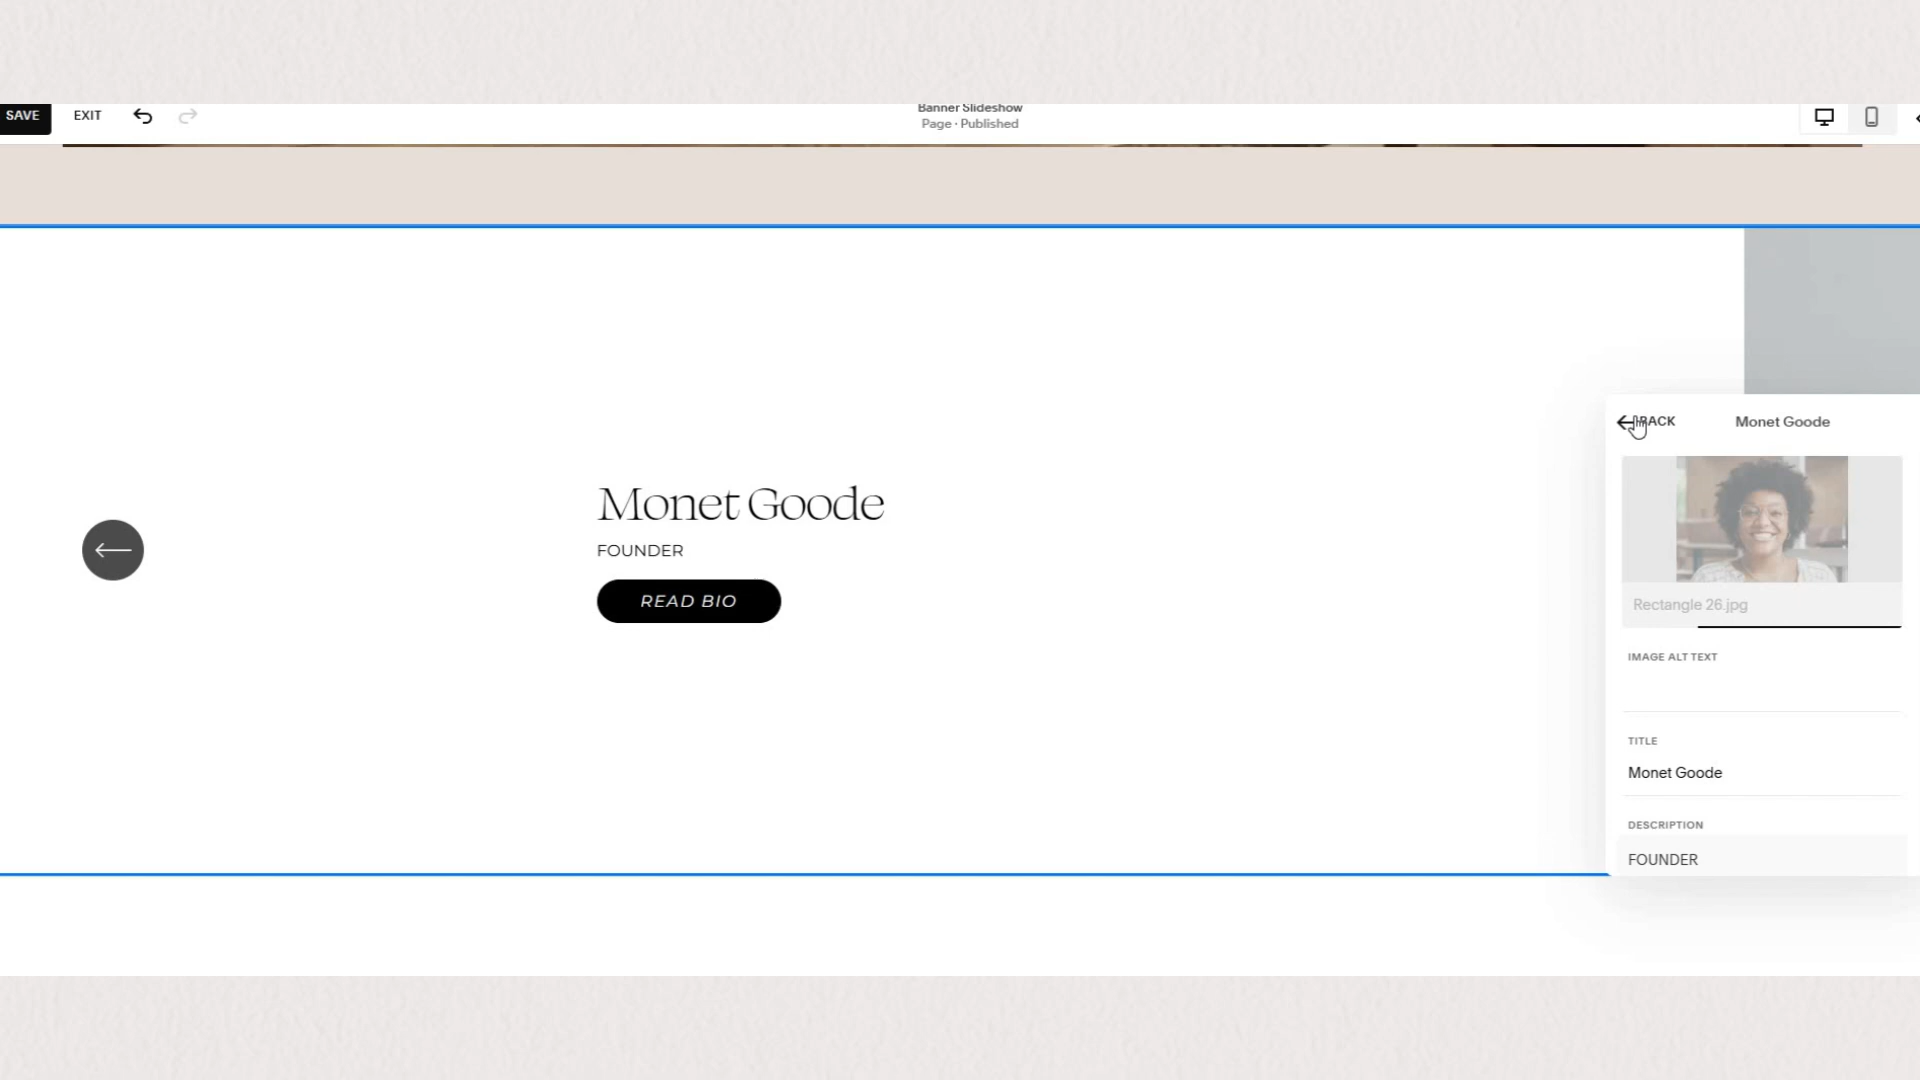 SAVE
EXIT
Banner Slideshow
Page · Published
BACK
Monet Goode
Monet Goode
FOUNDER
READ BIO
Rectangle 26.jpg
IMAGE ALT TEXT
TITLE
Monet Goode
DESCRIPTION
FOUNDER